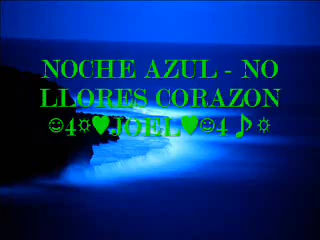 NOCHE AZUL - NO
LLORES CORAZON
☺4☼♥JOEL♥☺4♪☼